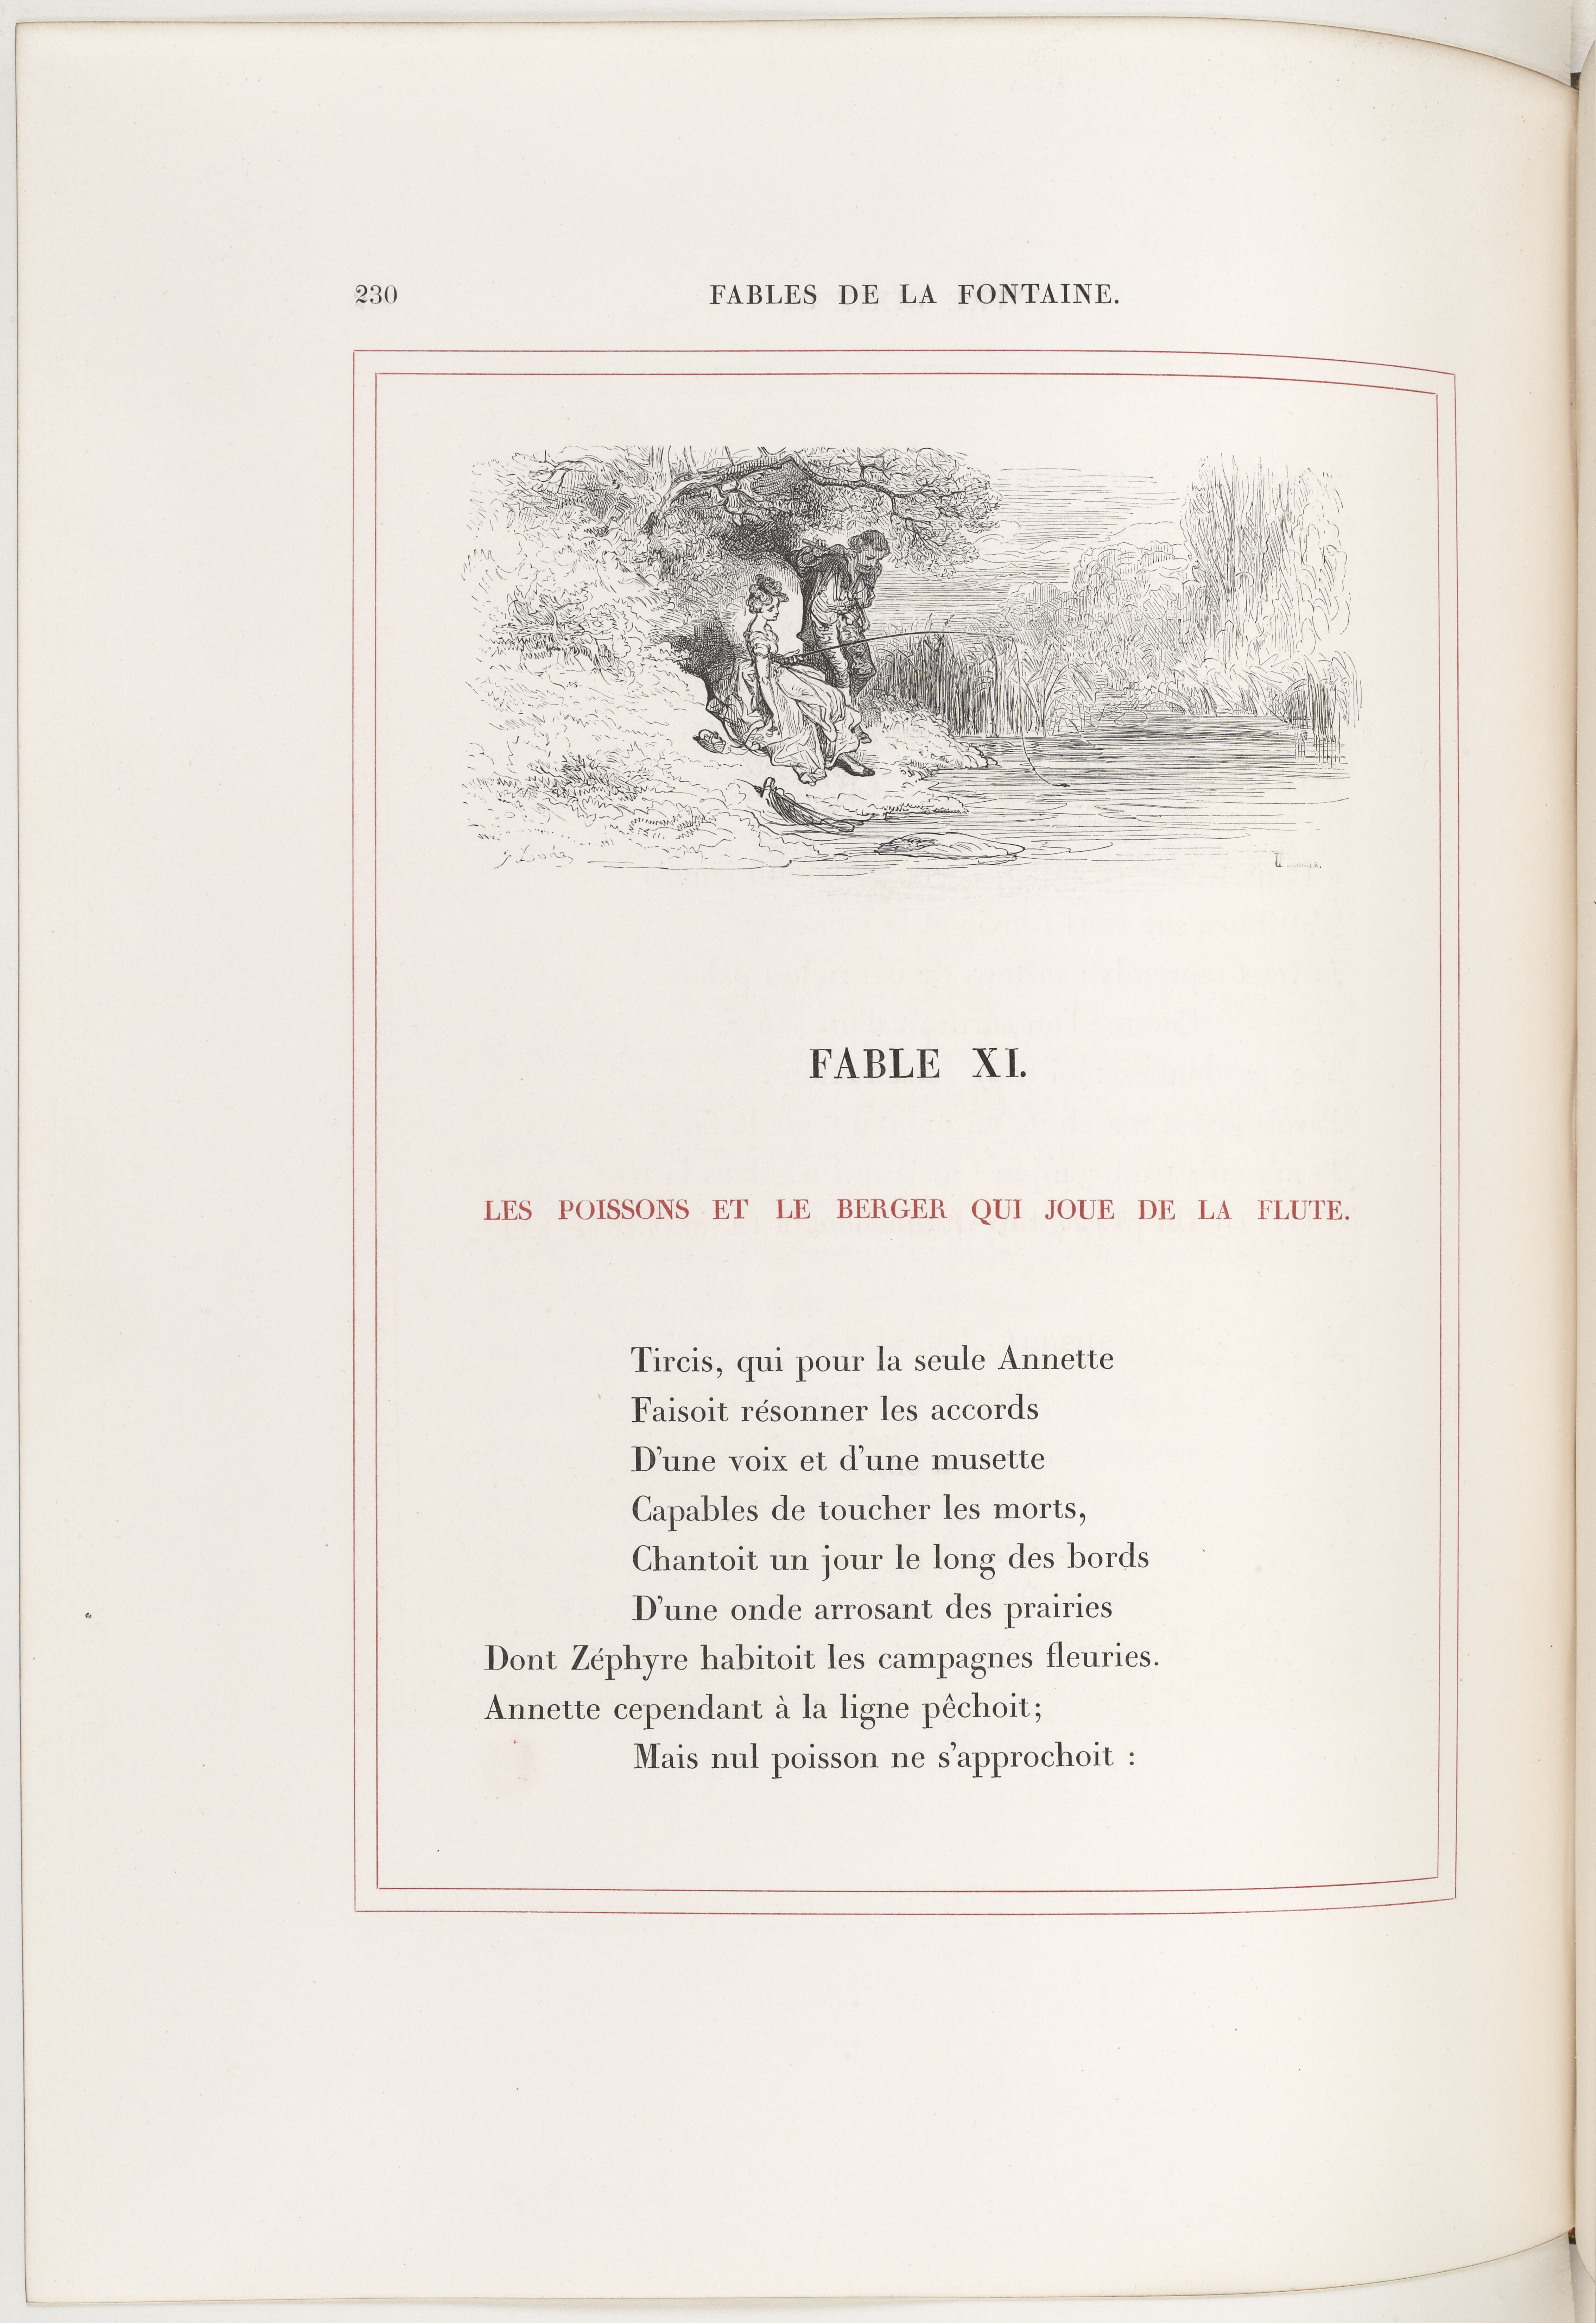 230
FABLES DE LA FONTAINE.
G Doré
FABLE XI.
LES POISSONS ET LE BERGER QUI JOUE DE LA FLUTE.
Tircis, qui pour la seule Annette
Faisoit résonner les accords
D'une voix et d'une musette
Capables de toucher les morts,
Chantoit un jour le long des bords
D'une onde arrosant des prairies
Dont Zéphyre habitoit les campagnes fleuries.
Annette cependant à la ligne pêchoit;
Mais nul poisson ne s'approchoit :